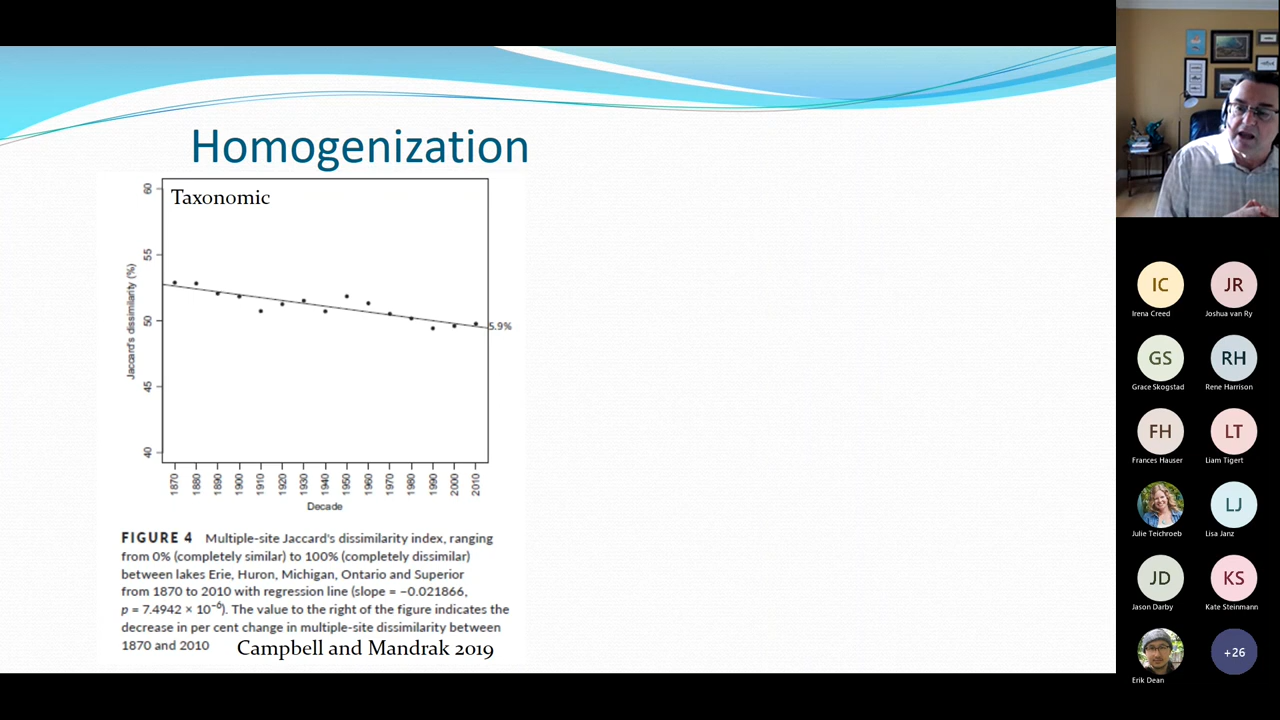 Homogenization
Taxonomic
60
55
50
45
40
Jaccard's dissimilarity (%)
5.9%
1870
1880
1890
1900
1910
1920
1930
1940
1950
1960
1970
1980
1990
2000
2010
Decade
FIGURE 4 Multiple-site Jaccard's dissimilarity index, ranging
from 0% (completely similar) to 100% (completely dissimilar)
between lakes Erie, Huron, Michigan, Ontario and Superior
from 1870 to 2010 with regression line (slope = −0.021866,
p = 7.4942 × 10⁻⁶). The value to the right of the figure indicates the
decrease in per cent change in multiple-site dissimilarity between
1870 and 2010
Campbell and Mandrak 2019
IC
JR
Irena Creed
Joshua van Ry
GS
RH
Grace Skogstad
Rene Harrison
FH
LT
Frances Hauser
Liam Tigert
LJ
Julie Teichroeb
Lisa Janz
JD
KS
Jason Darby
Kate Steinmann
+26
Erik Dean